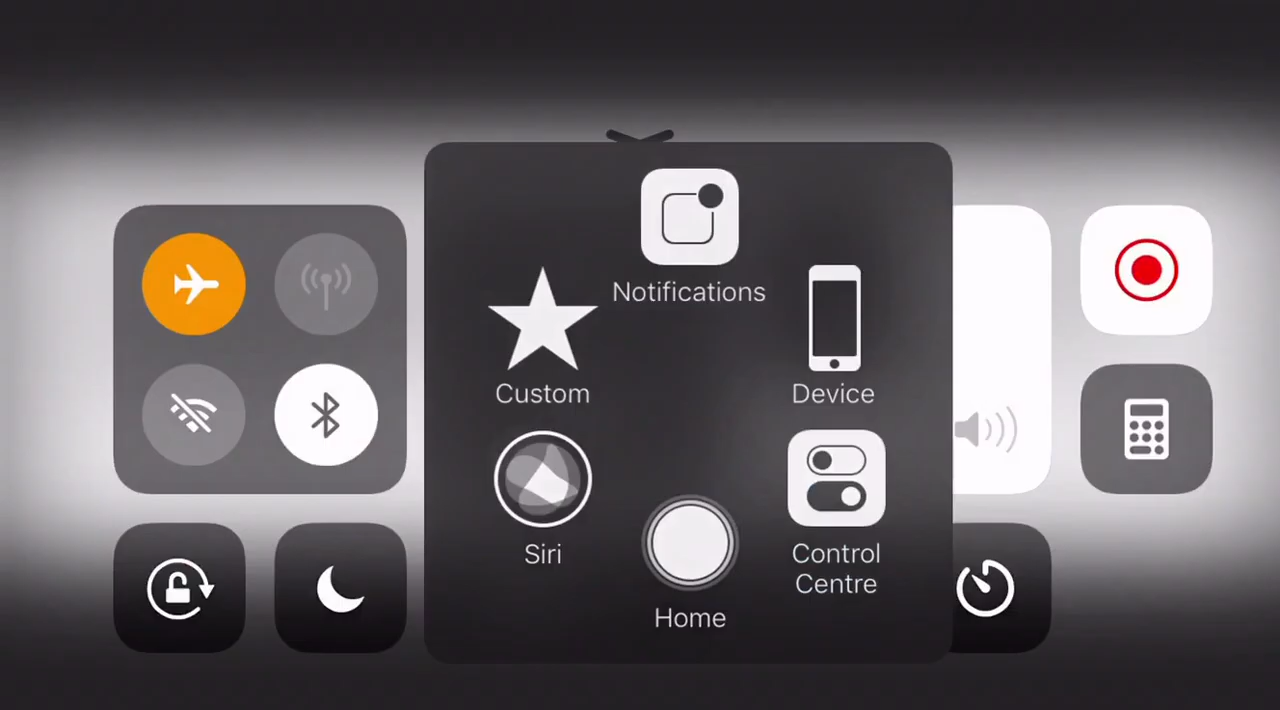 Notifications
Custom
Device
Siri
Control
Centre
Home